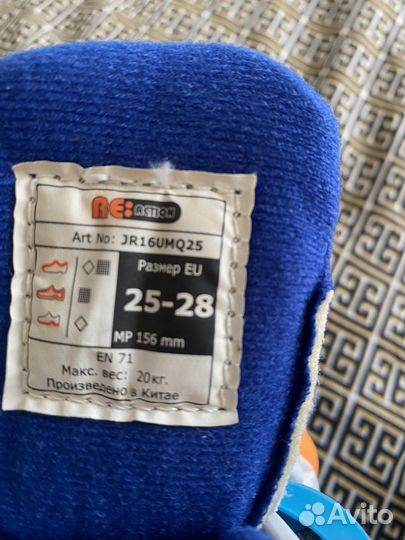 RE:ACTION
Art No: JR16UMQ25
Размер EU
25-28
MP 156 mm
EN 71
Макс. вес: 20кг.
Произведено в Китае
Avito